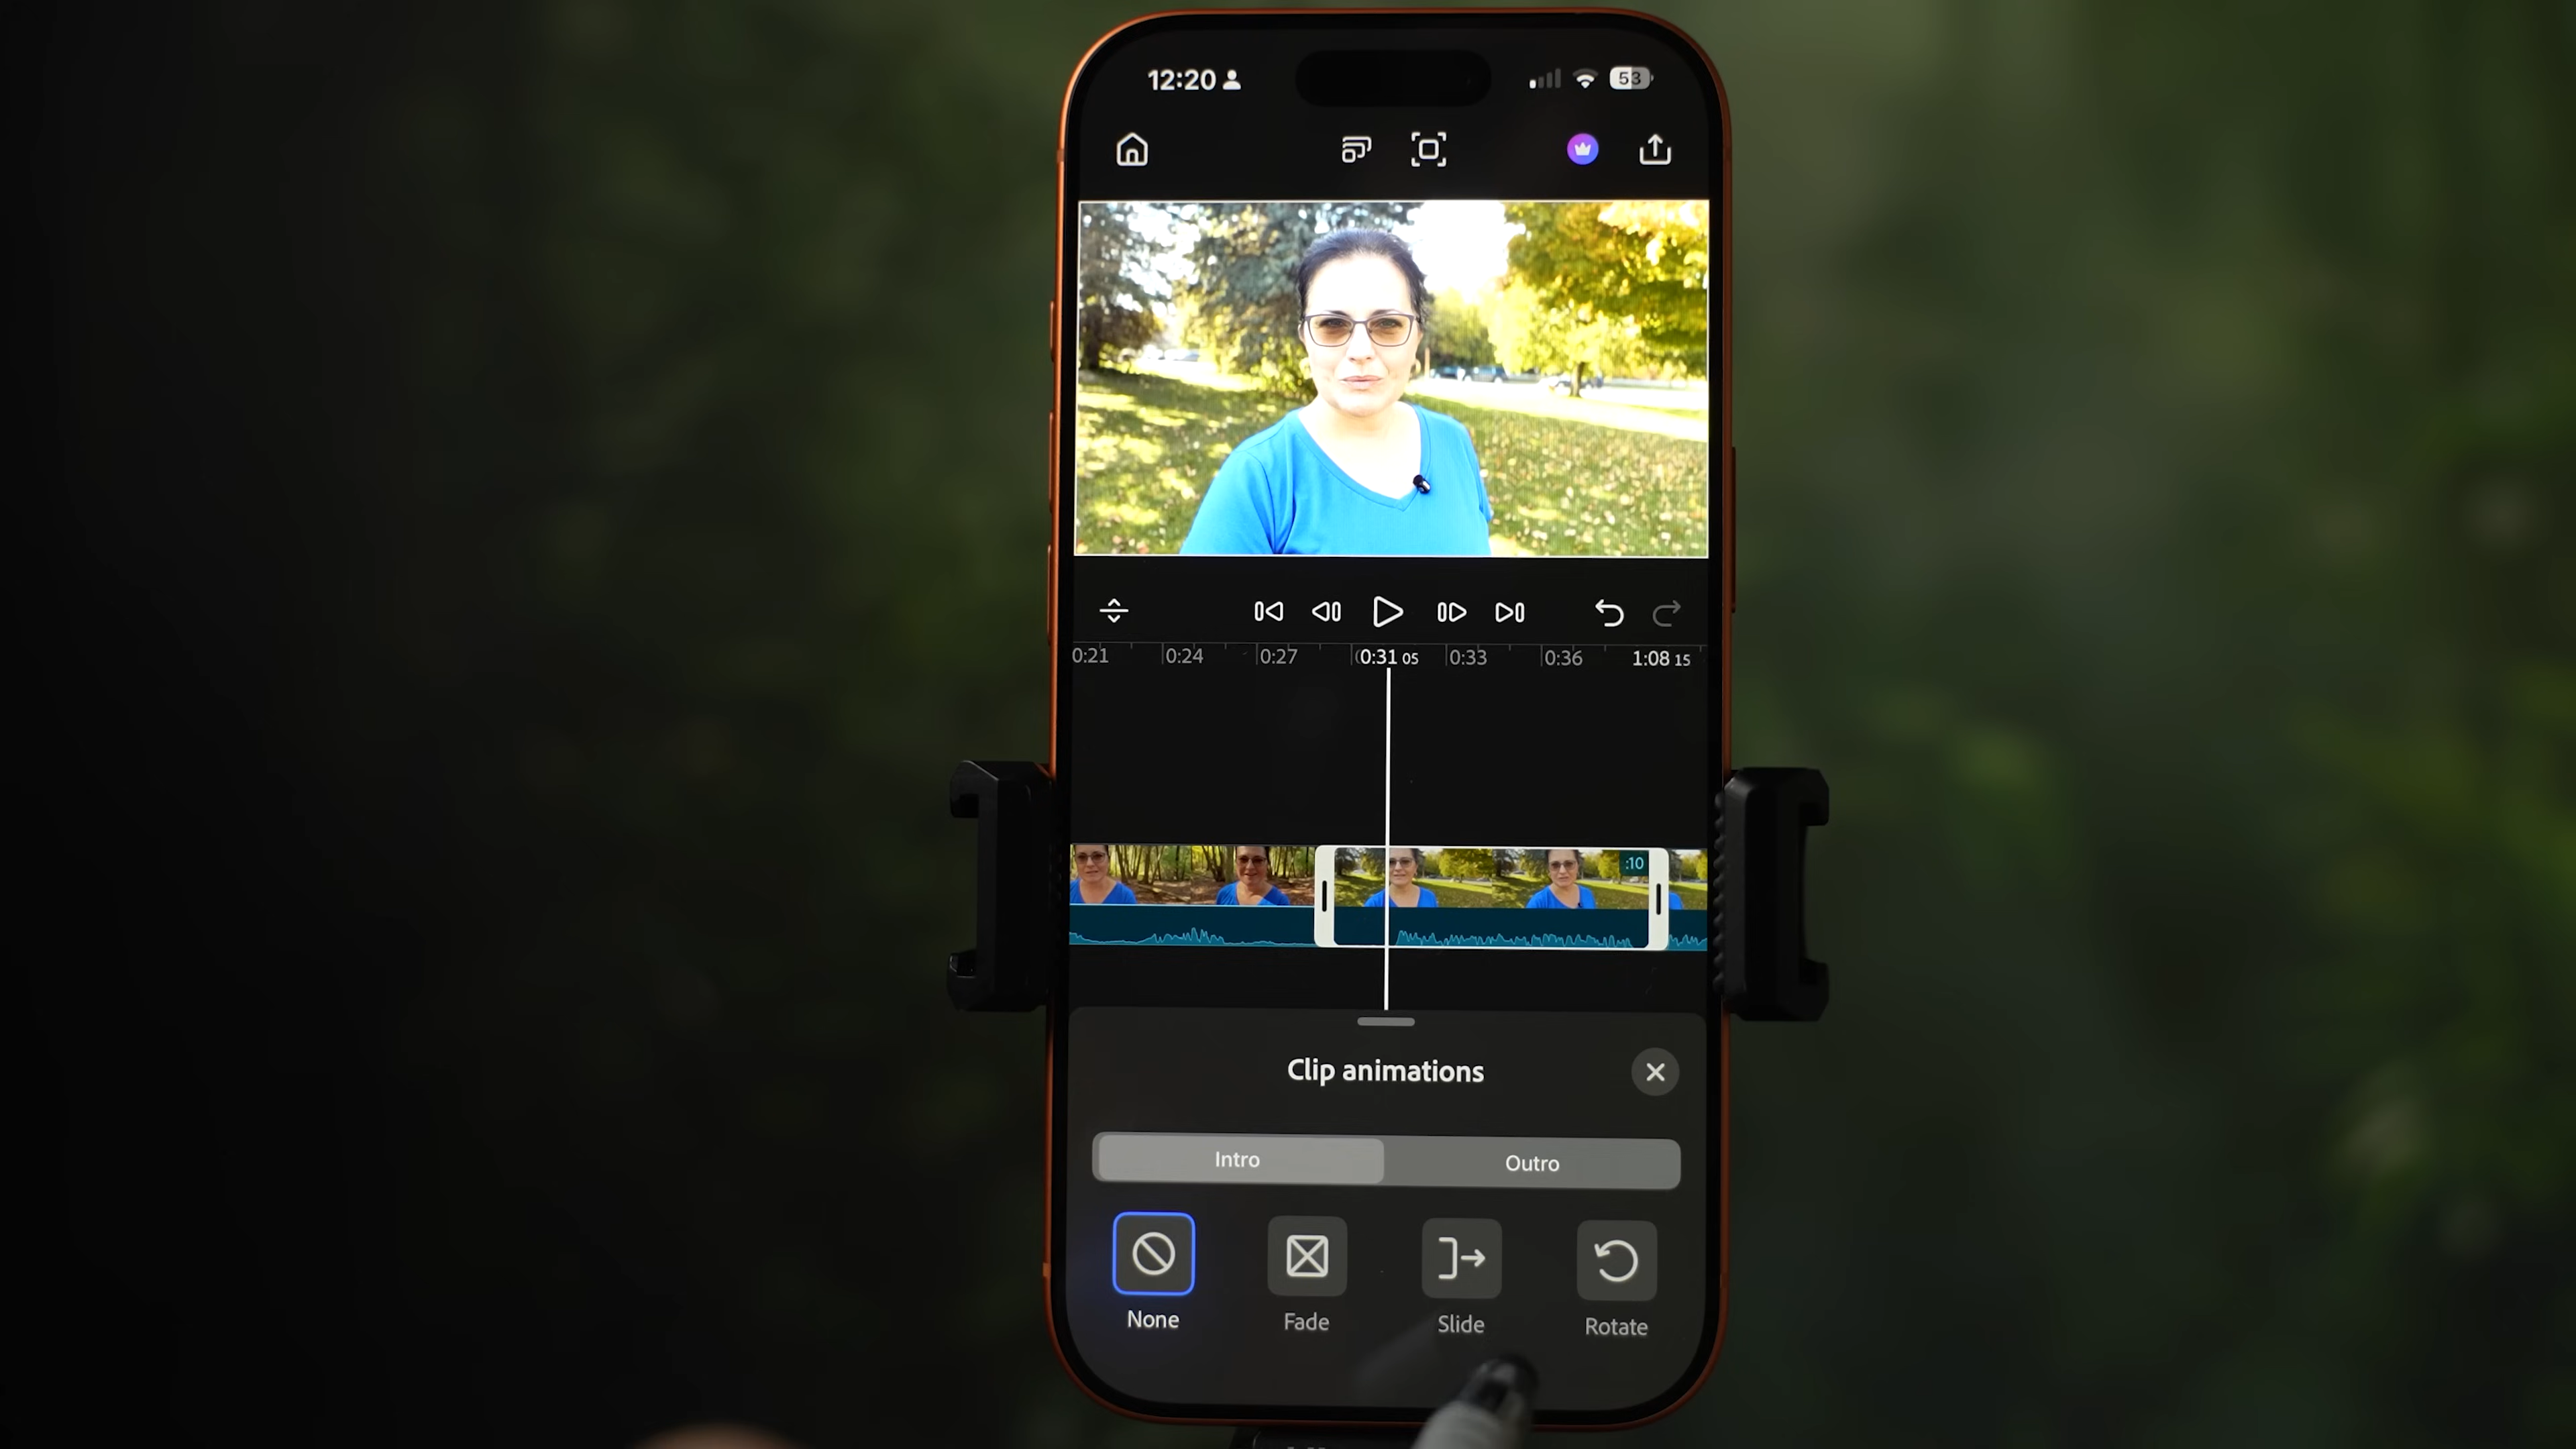 12:20 53
0:21 0:24 0:27 0:31 05 0:33 0:36 1:08 15
:10
Clip animations
Intro Outro
None Fade Slide Rotate